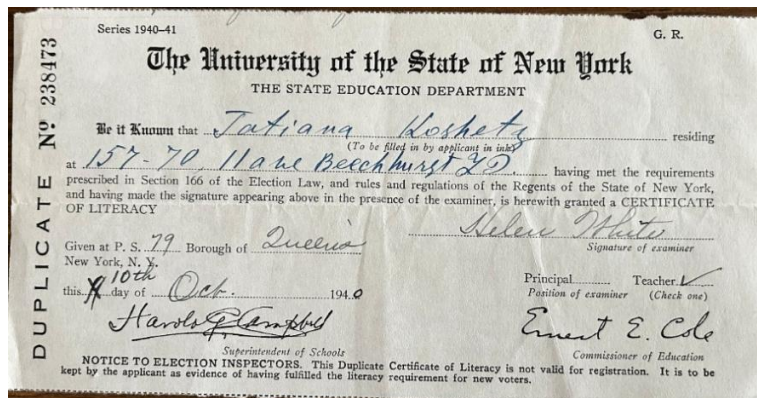 Series 1940–41
G. R.
The University of the State of New York
THE STATE EDUCATION DEPARTMENT
DUPLICATE Nº 238473
Be it Known that Tatiana Koshetz residing
(To be filled in by applicant in ink)
at 157-70, 11 ave Beechhurst having met the requirements
prescribed in Section 166 of the Election Law, and rules and regulations of the Regents of the State of New York,
and having made the signature appearing above in the presence of the examiner, is herewith granted a CERTIFICATE
OF LITERACY
Helen White
Signature of examiner
Given at P. S. 79 Borough of Queens
New York, N. Y.
this 10th day of Oct. 1940
Principal Teacher ✓
Position of examiner (Check one)
Harold G. Campbell
Superintendent of Schools
Ernest E. Cole
Commissioner of Education
NOTICE TO ELECTION INSPECTORS. This Duplicate Certificate of Literacy is not valid for registration. It is to be
kept by the applicant as evidence of having fulfilled the literacy requirement for new voters.